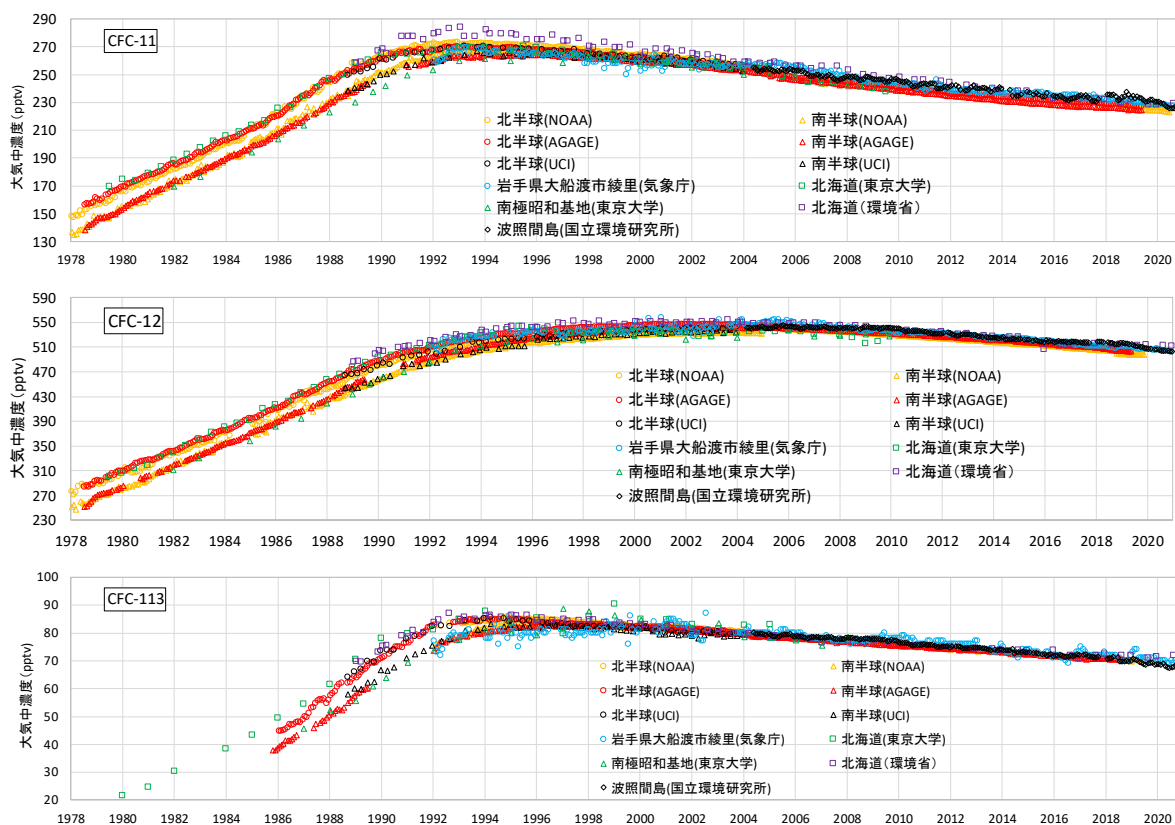 CFC-11
大気中濃度(pptv)
290
270
250
230
210
190
170
150
130
北半球(NOAA) 南半球(NOAA)
北半球(AGAGE) 南半球(AGAGE)
北半球(UCI) 南半球(UCI)
岩手県大船渡市綾里(気象庁) 北海道(東京大学)
南極昭和基地(東京大学) 北海道(環境省)
波照間島(国立環境研究所)
1978 1980 1982 1984 1986 1988 1990 1992 1994 1996 1998 2000 2002 2004 2006 2008 2010 2012 2014 2016 2018 2020
CFC-12
大気中濃度(pptv)
590
550
510
470
430
390
350
310
270
230
北半球(NOAA) 南半球(NOAA)
北半球(AGAGE) 南半球(AGAGE)
北半球(UCI) 南半球(UCI)
岩手県大船渡市綾里(気象庁) 北海道(東京大学)
南極昭和基地(東京大学) 北海道(環境省)
波照間島(国立環境研究所)
1978 1980 1982 1984 1986 1988 1990 1992 1994 1996 1998 2000 2002 2004 2006 2008 2010 2012 2014 2016 2018 2020
CFC-113
大気中濃度(pptv)
100
90
80
70
60
50
40
30
20
北半球(NOAA) 南半球(NOAA)
北半球(AGAGE) 南半球(AGAGE)
北半球(UCI) 南半球(UCI)
岩手県大船渡市綾里(気象庁) 北海道(東京大学)
南極昭和基地(東京大学) 北海道(環境省)
波照間島(国立環境研究所)
1978 1980 1982 1984 1986 1988 1990 1992 1994 1996 1998 2000 2002 2004 2006 2008 2010 2012 2014 2016 2018 2020